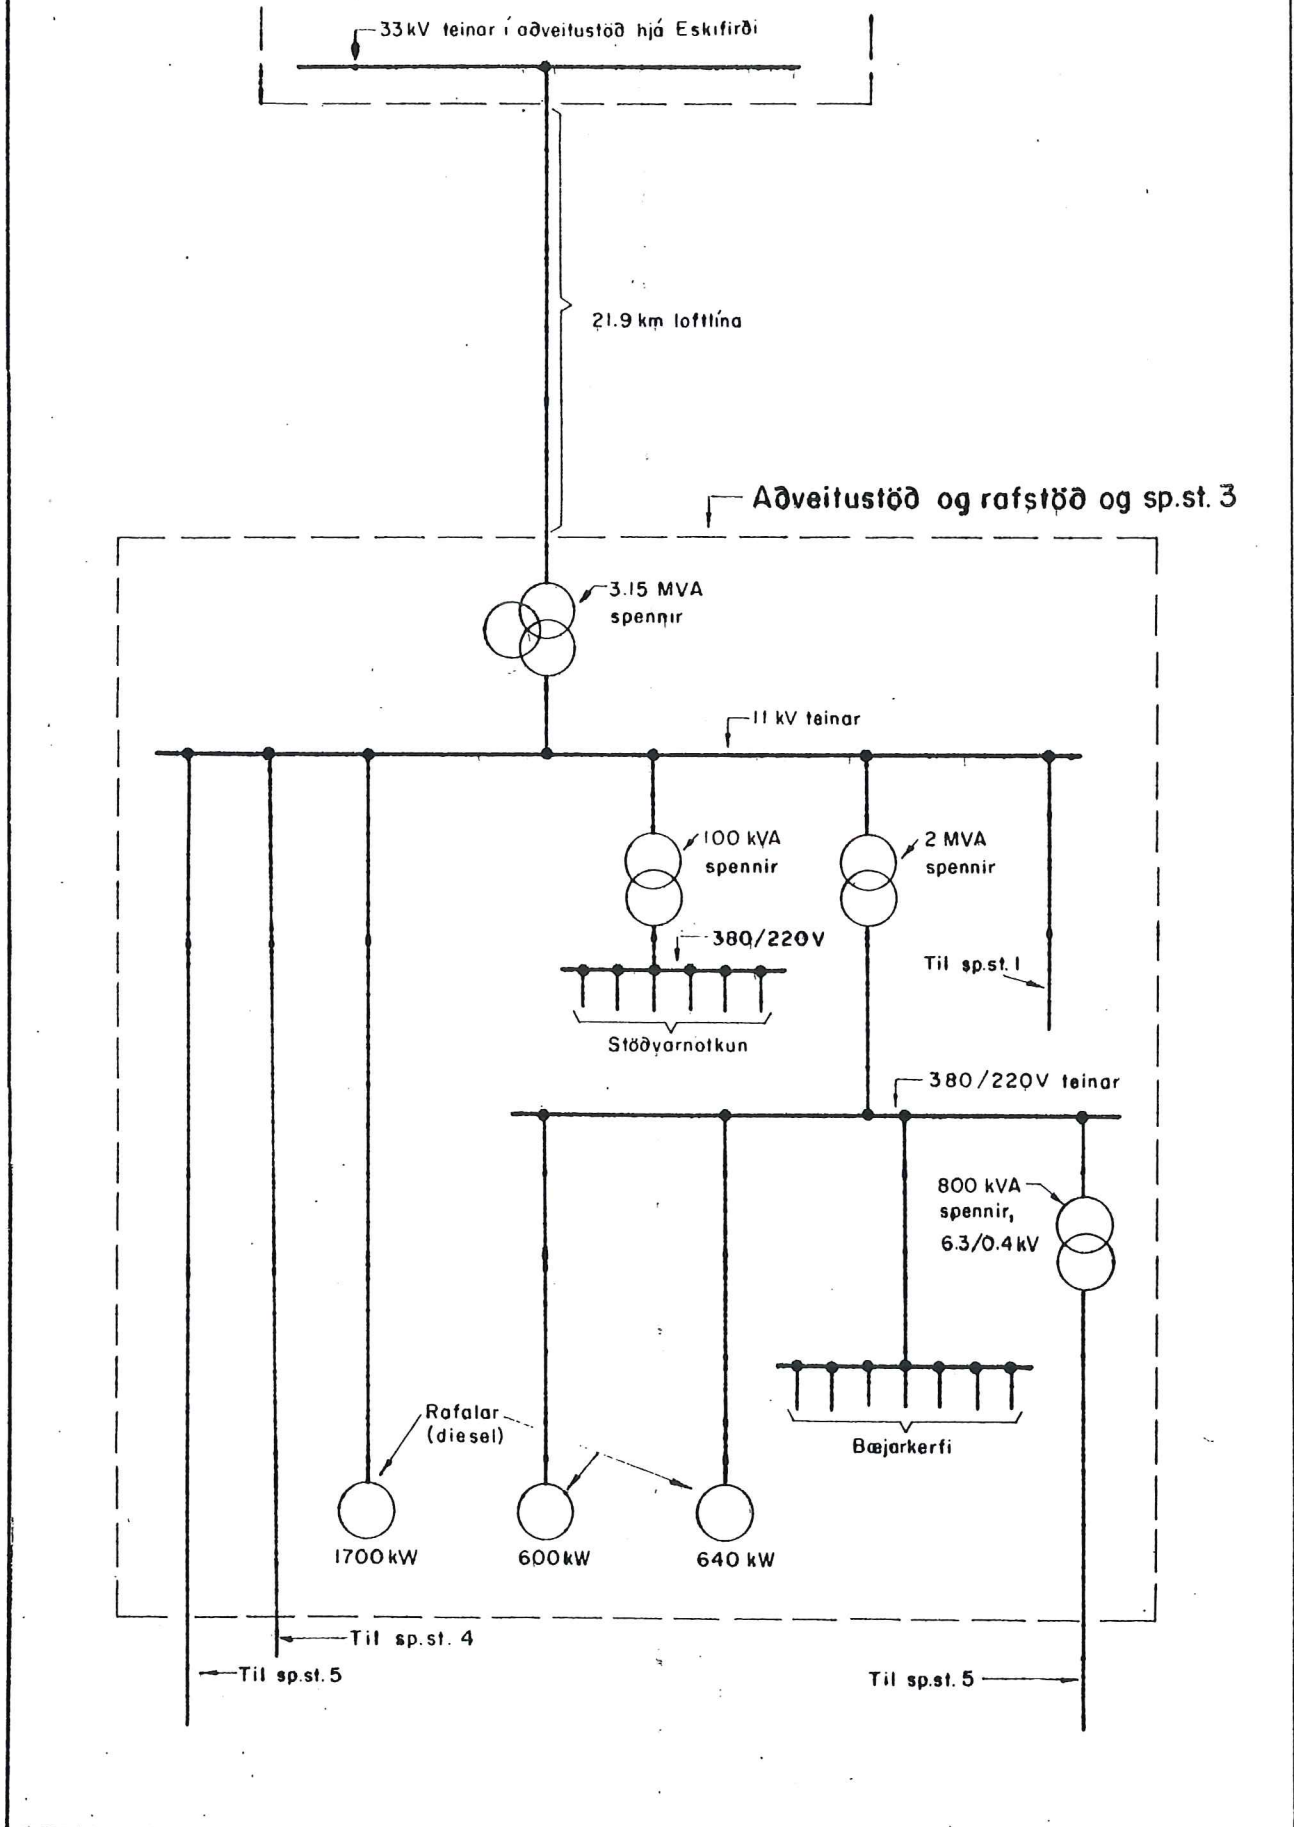 33 kV teinar í aðveitustöð hjá Eskifirði
21.9 km loftlína
Aðveitustöð og rafstöð og sp.st. 3
3.15 MVA
spennir
11 kV teinar
100 kVA
spennir
2 MVA
spennir
380/220V
Til sp.st. 1
Stöðvarnotkun
380/220V teinar
800 kVA
spennir,
6.3/0.4 kV
Rafalar
(diesel)
Bæjarkerfi
1700 kW
600 kW
640 kW
Til sp.st. 4
Til sp.st. 5
Til sp.st. 5